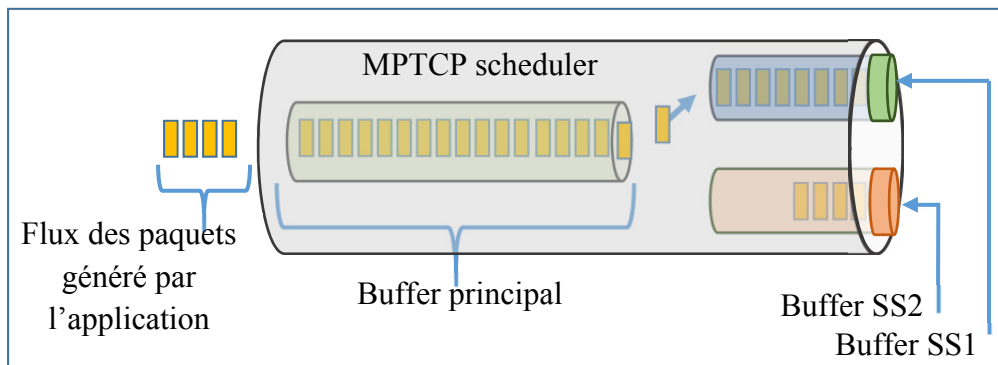 MPTCP scheduler
Flux des paquets
généré par
l’application
Buffer principal
Buffer SS2
Buffer SS1